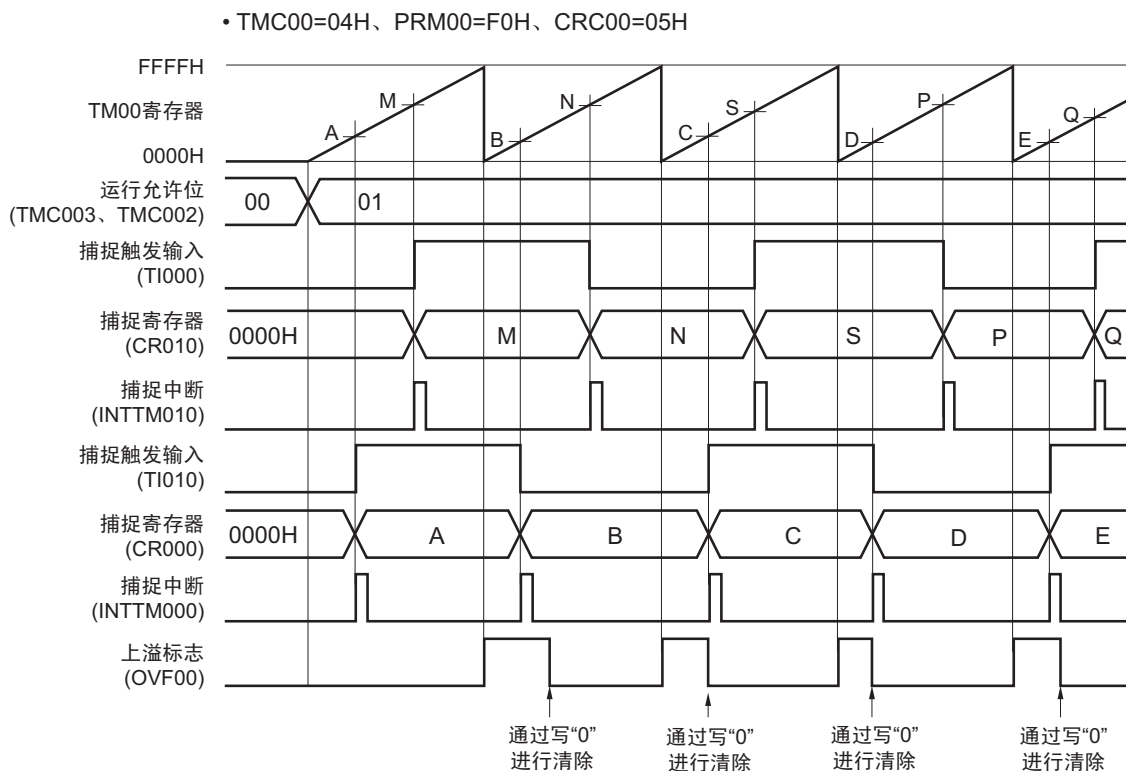 • TMC00=04H、PRM00=F0H、CRC00=05H
FFFFH
TM00寄存器
0000H
A
M
B
N
C
S
D
P
E
Q
运行允许位
(TMC003、TMC002)
00
01
捕捉触发输入
(TI000)
捕捉寄存器
(CR010)
0000H
M
N
S
P
Q
捕捉中断
(INTTM010)
捕捉触发输入
(TI010)
捕捉寄存器
(CR000)
0000H
A
B
C
D
E
捕捉中断
(INTTM000)
上溢标志
(OVF00)
通过写“0”
进行清除
通过写“0”
进行清除
通过写“0”
进行清除
通过写“0”
进行清除